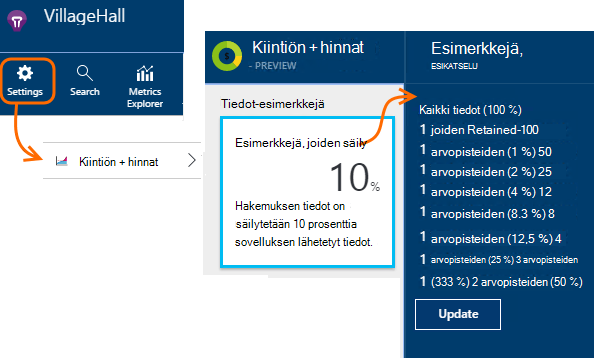 VillageHall
Settings
Search
Metrics
Explorer
Kiintiön + hinnat
Kiintiön + hinnat
- PREVIEW
Tiedot-esimerkkejä
Esimerkkejä, joiden säily
10%
Hakemuksen tiedot on
säilytetään 10 prosenttia
sovelluksen lähetetyt tiedot.
Esimerkkejä,
ESIKATSELU
Kaikki tiedot (100 %)
1 joiden Retained-100
1 arvopisteiden (1 %) 50
1 arvopisteiden (2 %) 25
1 arvopisteiden (4 %) 12
1 arvopisteiden (8.3 %) 8
1 arvopisteiden (12,5 %) 4
1 arvopisteiden (25 %) 3 arvopisteiden
1 (333 %) 2 arvopisteiden (50 %)
Update